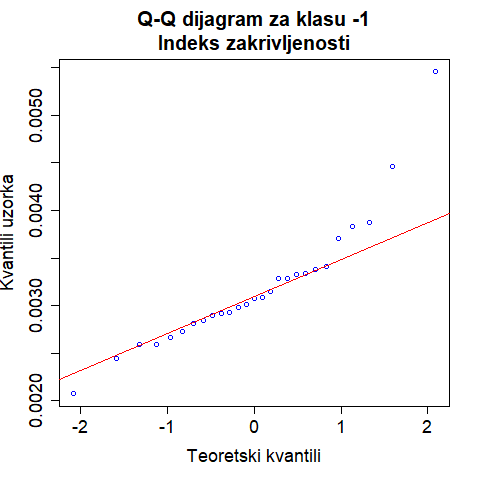 Q-Q dijagram za klasu -1
Indeks zakrivljenosti
Kvantili uzorka
0.0050
0.0040
0.0030
0.0020
-2 -1 0 1 2
Teoretski kvantili